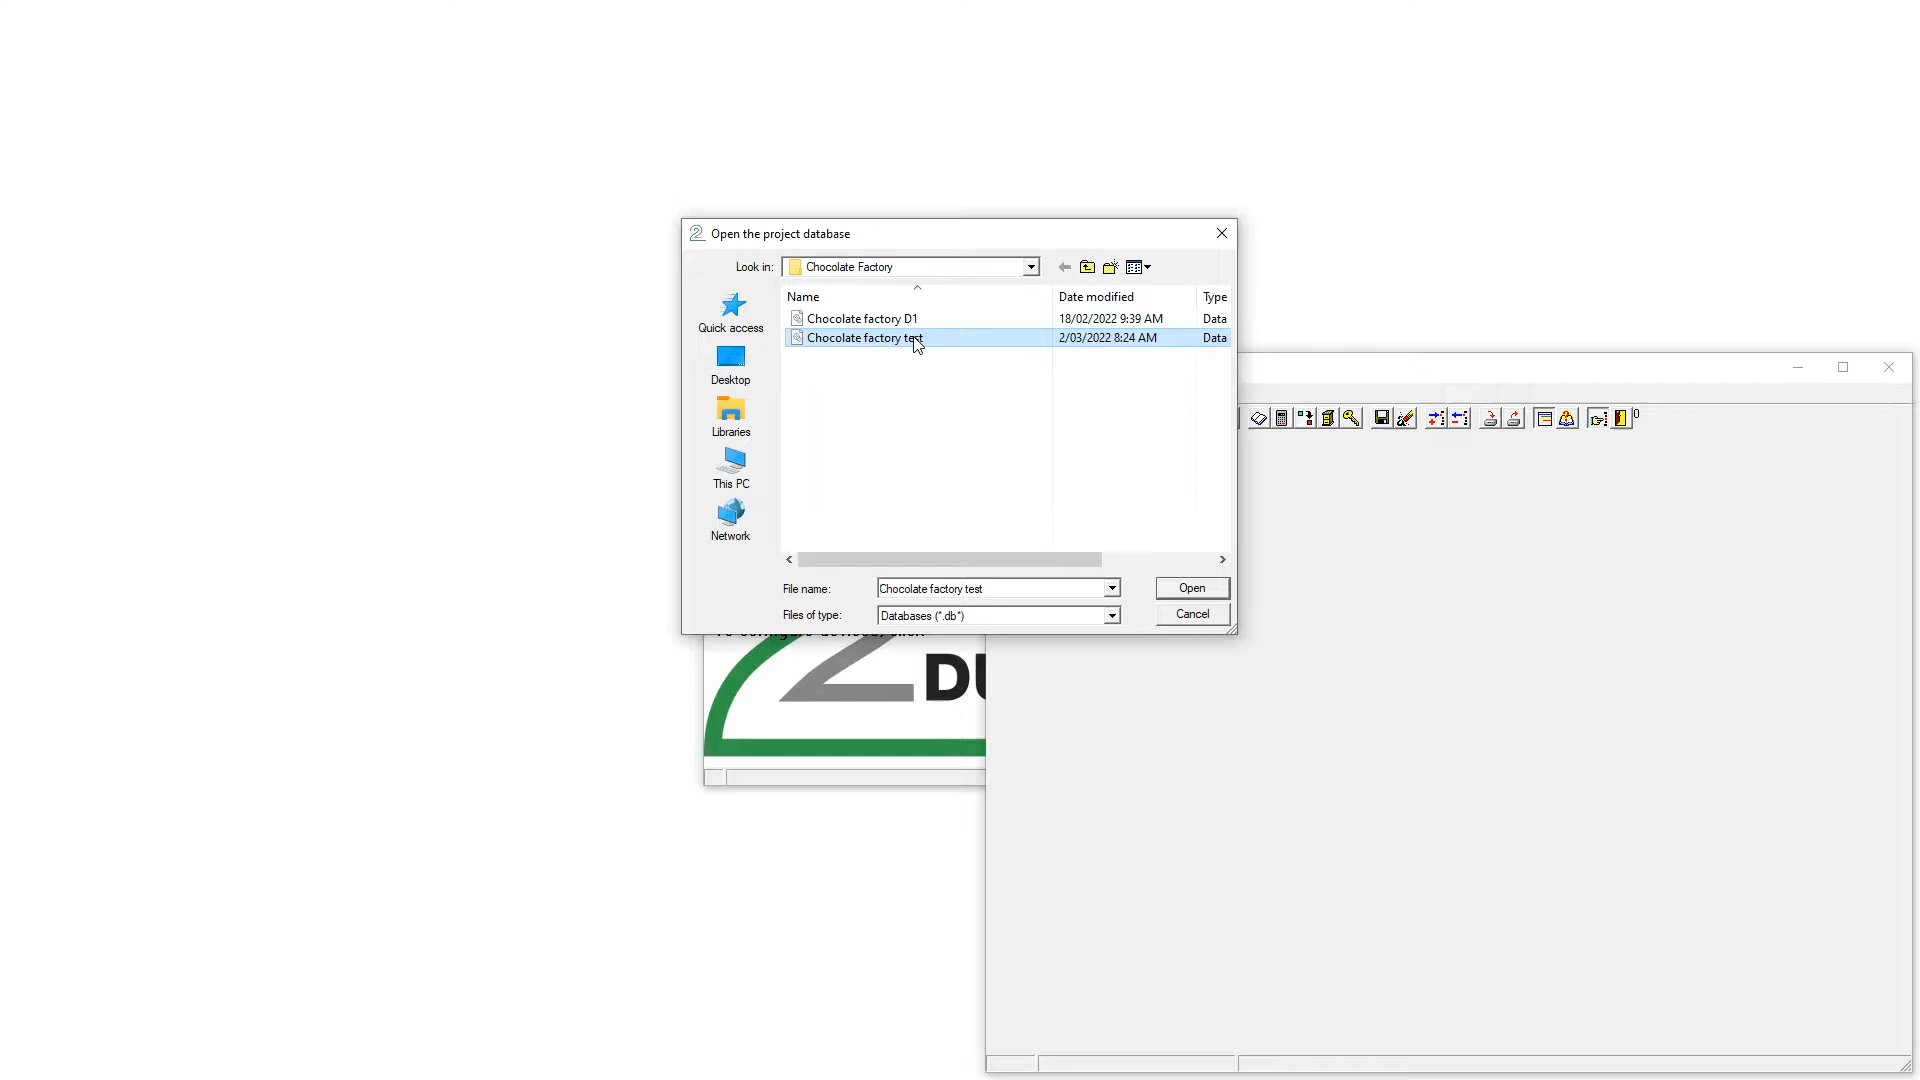 Open the project database
Look in: Chocolate Factory
Name Date modified Type
Chocolate factory D1 18/02/2022 9:39 AM Data
Chocolate factory test 2/03/2022 8:24 AM Data
Quick access
Desktop
Libraries
This PC
Network
File name: Chocolate factory test Open
Files of type: Databases (*.db*) Cancel
0
2